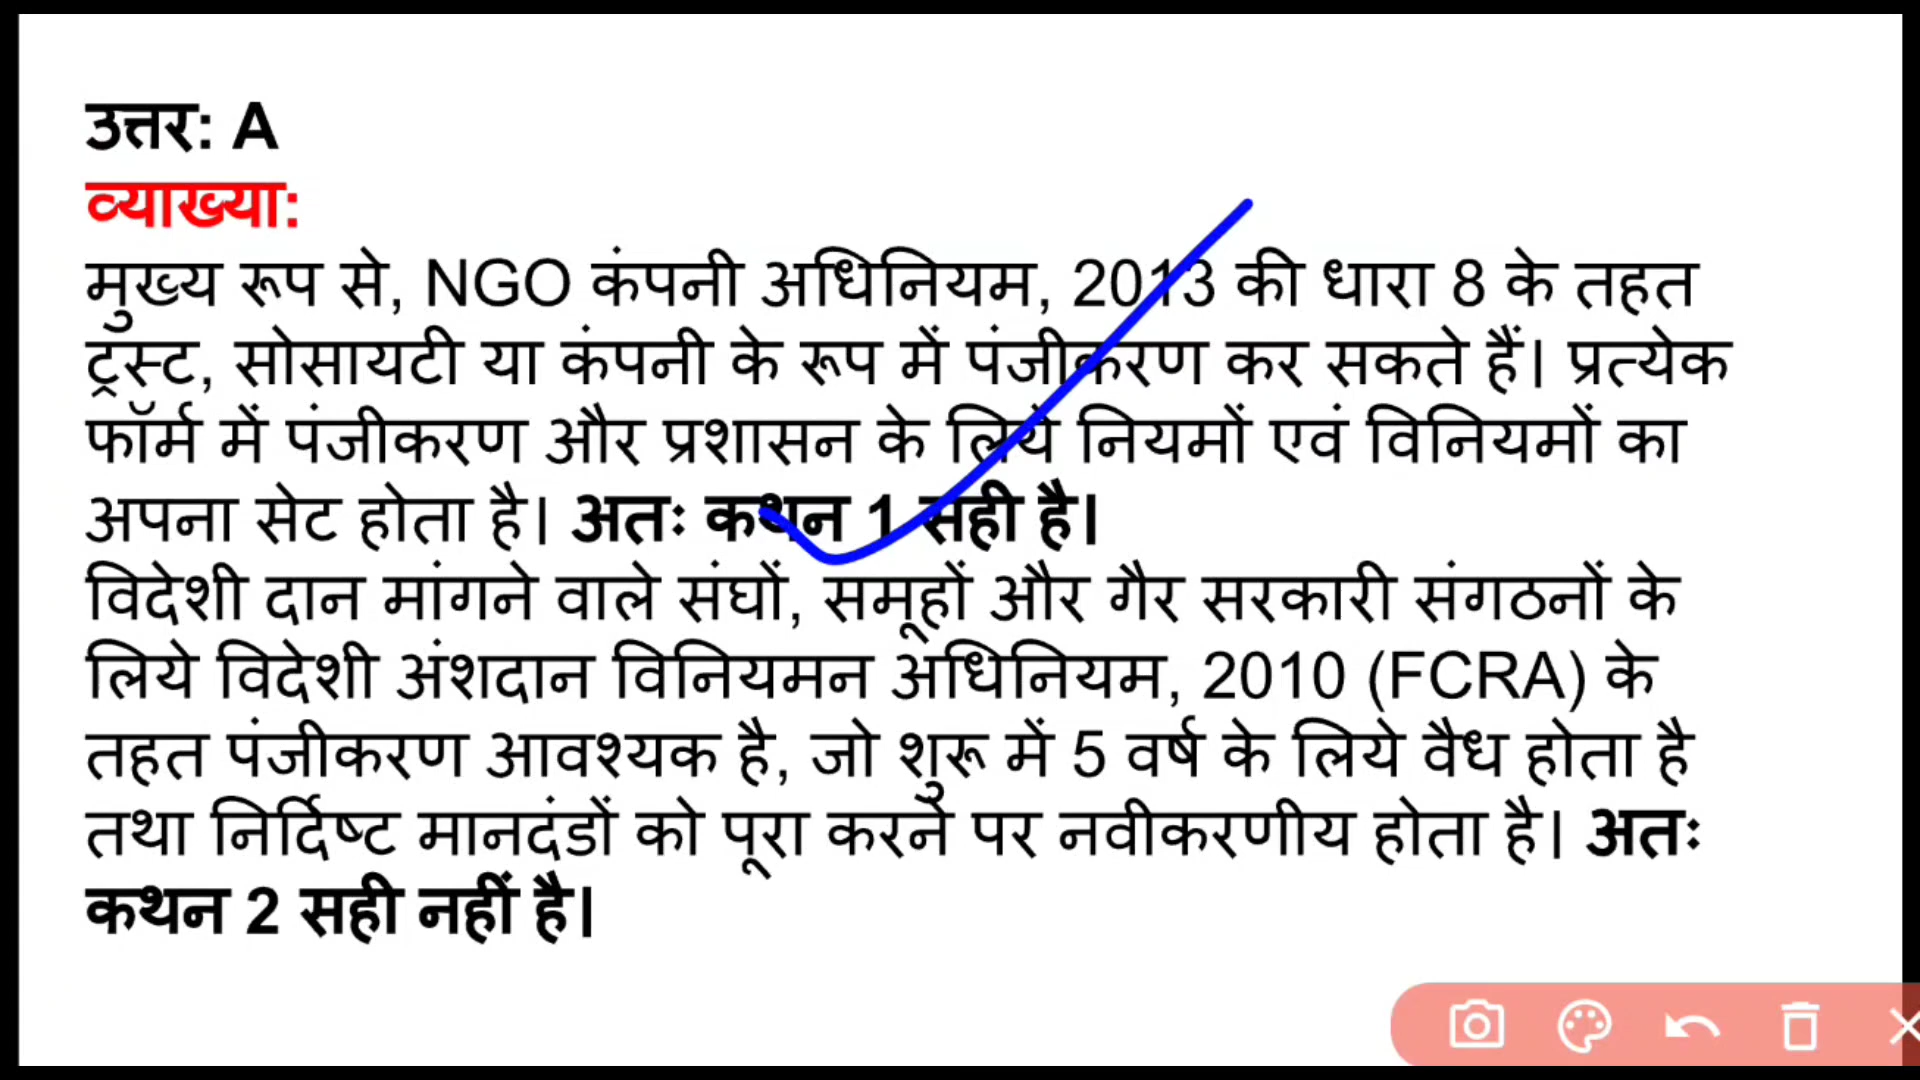 उत्तर: A
व्याख्या:
मुख्य रूप से, NGO कंपनी अधिनियम, 2013 की धारा 8 के तहत
ट्रस्ट, सोसायटी या कंपनी के रूप में पंजीकरण कर सकते हैं। प्रत्येक
फॉर्म में पंजीकरण और प्रशासन के लिये नियमों एवं विनियमों का
अपना सेट होता है। अतः कथन 1 सही है।
विदेशी दान मांगने वाले संघों, समूहों और गैर सरकारी संगठनों के
लिये विदेशी अंशदान विनियमन अधिनियम, 2010 (FCRA) के
तहत पंजीकरण आवश्यक है, जो शुरू में 5 वर्ष के लिये वैध होता है
तथा निर्दिष्ट मानदंडों को पूरा करने पर नवीकरणीय होता है। अतः
कथन 2 सही नहीं है।